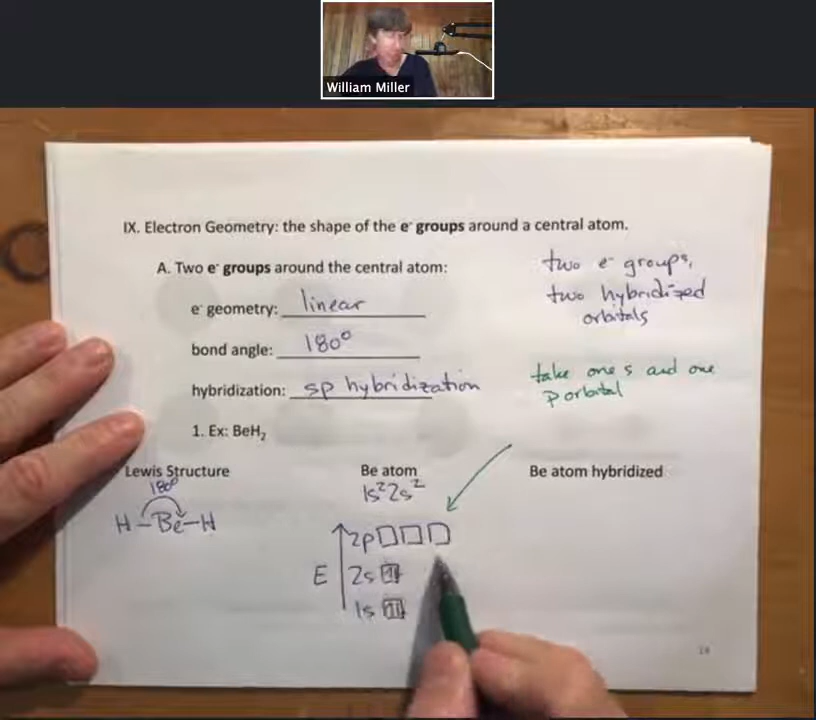 William Miller
IX. Electron Geometry: the shape of the e⁻ groups around a central atom.
A. Two e⁻ groups around the central atom:
e⁻ geometry: linear
bond angle: 180°
hybridization: sp hybridization
two e⁻ groups,
two hybridized
orbitals
take one s and one
p orbital
1. Ex: BeH₂
Lewis Structure
180°
H-Be-H
Be atom
1s²2s²
2p
E
2s
1s
Be atom hybridized